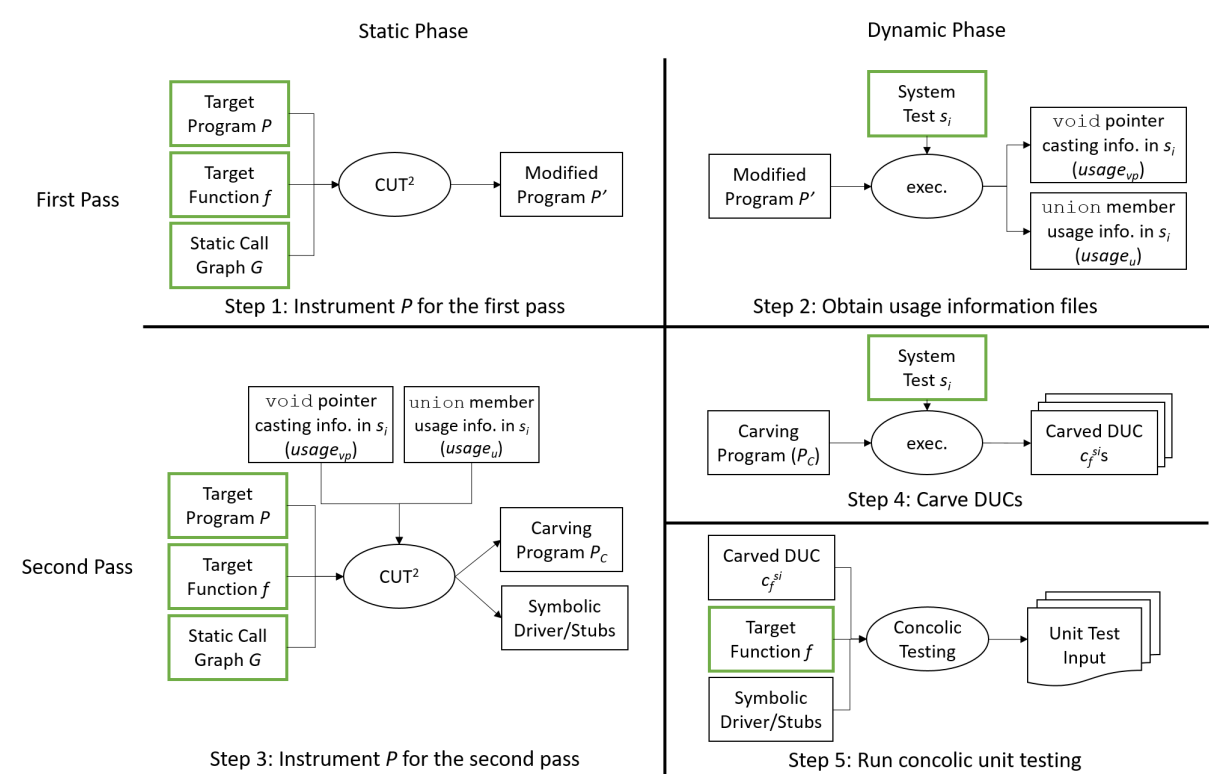 Static Phase
Dynamic Phase
First Pass
Target
Program P
Target
Function f
Static Call
Graph G
CUT²
Modified
Program P’
Step 1: Instrument P for the first pass
System
Test sᵢ
Modified
Program P’
exec.
void pointer
casting info. in sᵢ
(usage_vp)
union member
usage info. in sᵢ
(usage_u)
Step 2: Obtain usage information files
Second Pass
void pointer
casting info. in sᵢ
(usage_vp)
union member
usage info. in sᵢ
(usage_u)
Target
Program P
Target
Function f
Static Call
Graph G
CUT²
Carving
Program P_C
Symbolic
Driver/Stubs
Step 3: Instrument P for the second pass
System
Test sᵢ
Carving
Program (P_C)
exec.
Carved DUC
c_f^si s
Step 4: Carve DUCs
Carved DUC
c_f^si
Target
Function f
Symbolic
Driver/Stubs
Concolic
Testing
Unit Test
Input
Step 5: Run concolic unit testing